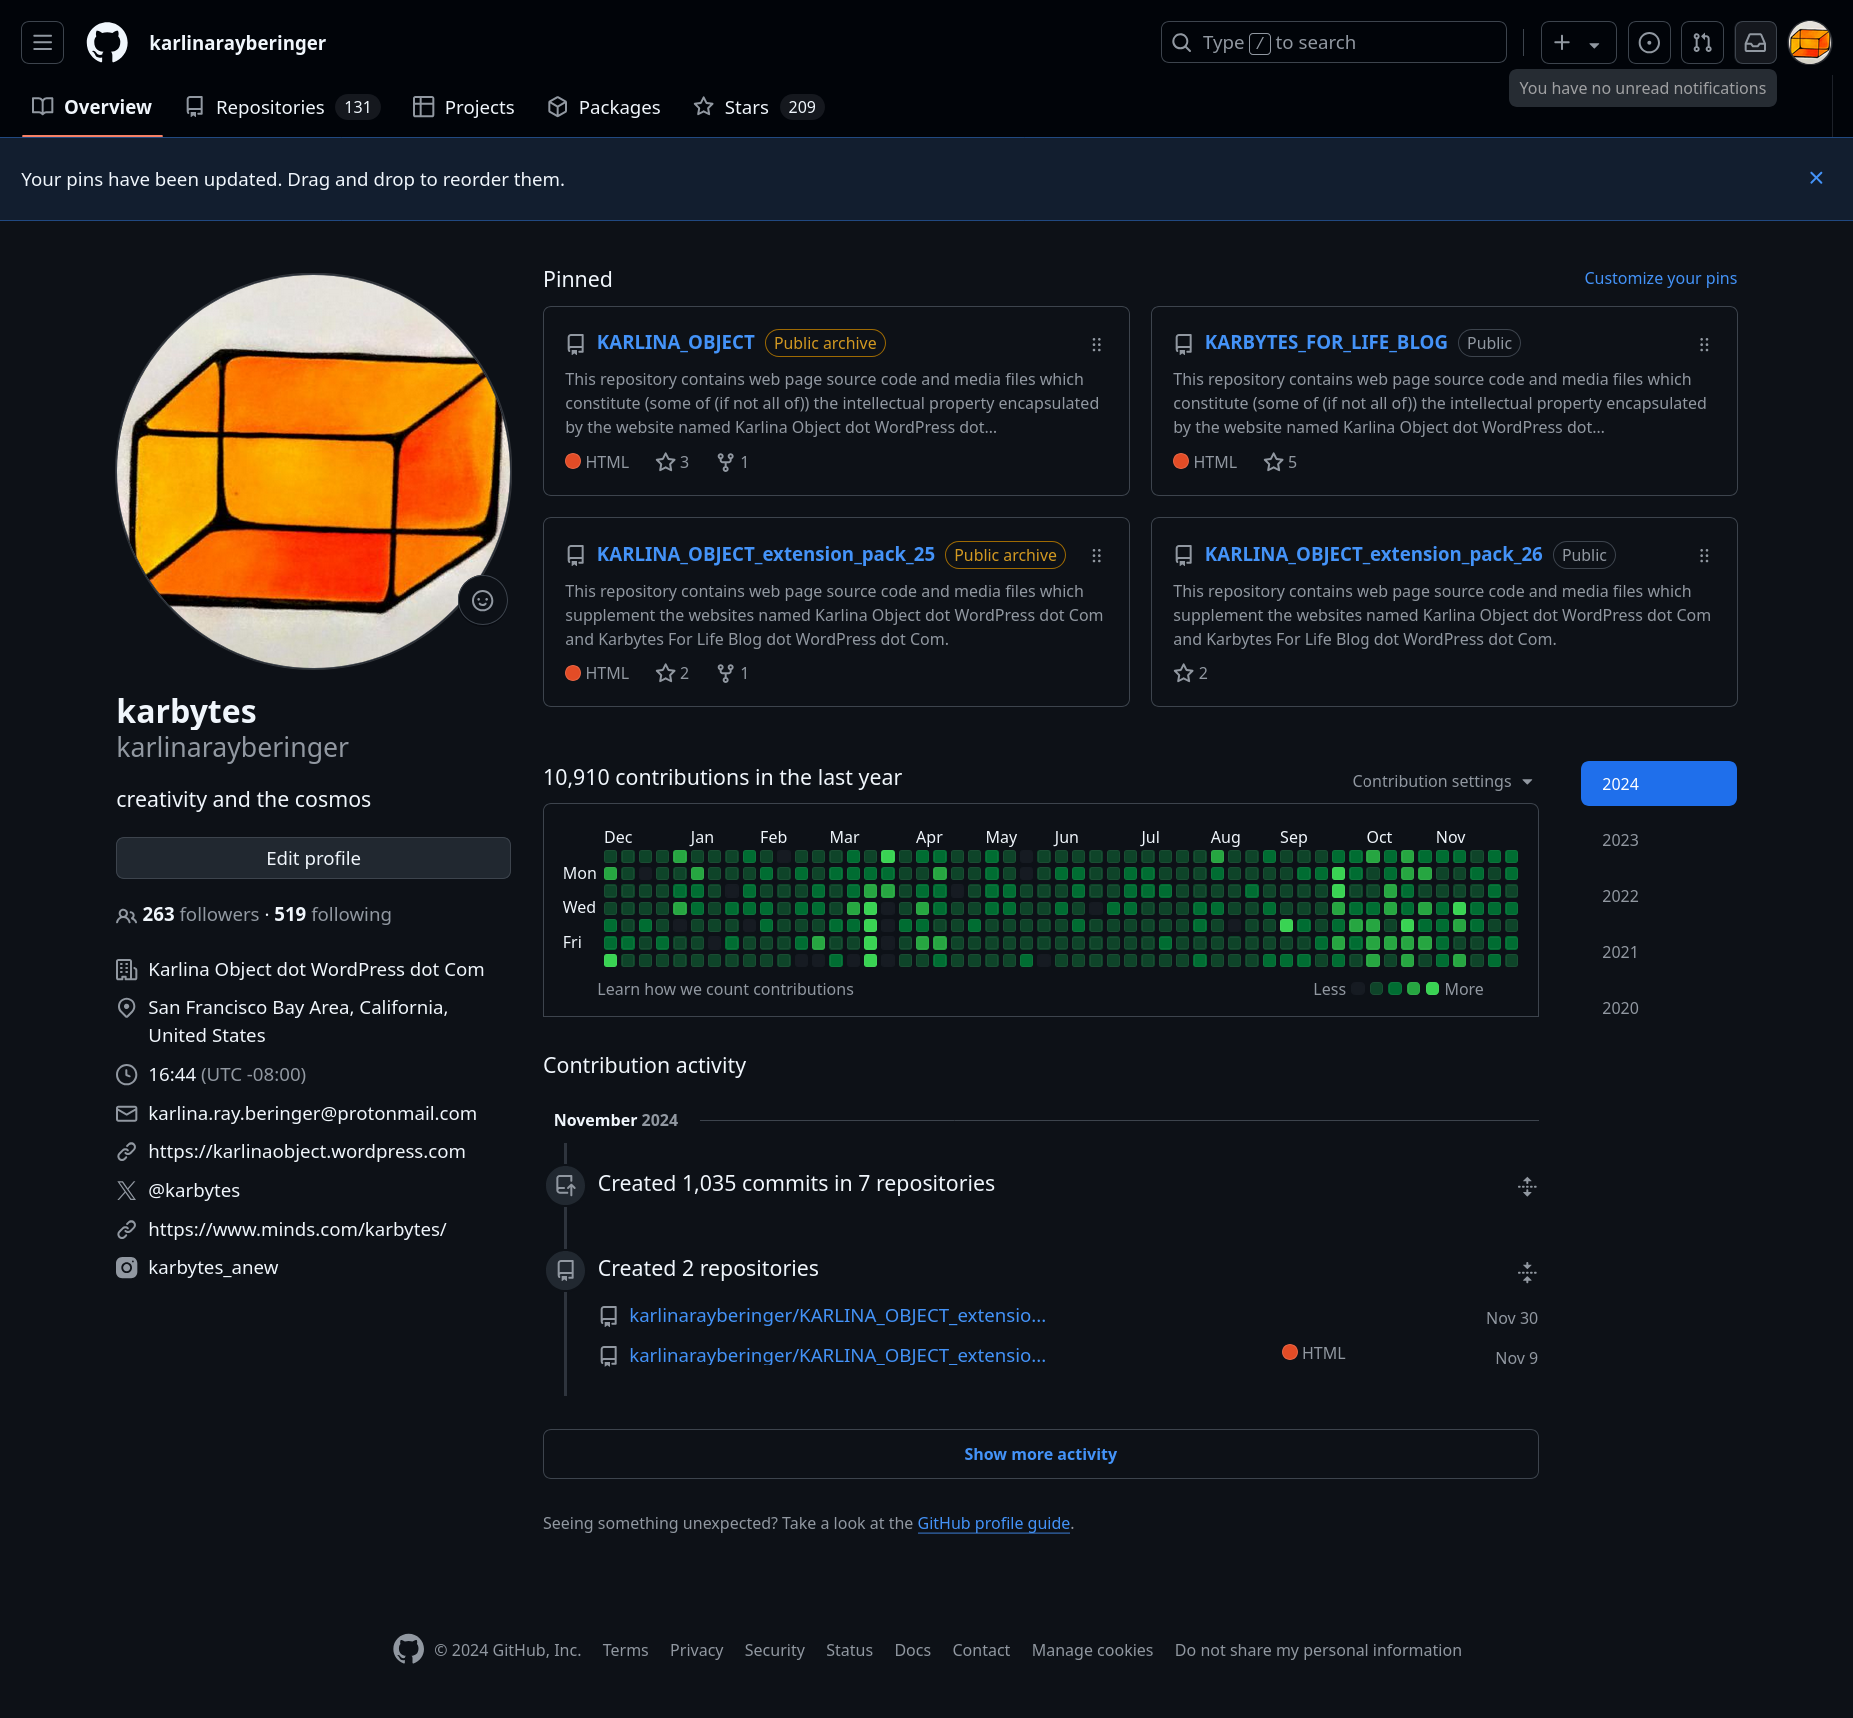 karlinarayberinger
Type / to search
Overview
Repositories 131
Projects
Packages
Stars 209
You have no unread notifications
Your pins have been updated. Drag and drop to reorder them.
karbytes
karlinarayberinger
creativity and the cosmos
Edit profile
263 followers · 519 following
Karlina Object dot WordPress dot Com
San Francisco Bay Area, California,
United States
16:44 (UTC -08:00)
karlina.ray.beringer@protonmail.com
https://karlinaobject.wordpress.com
@karbytes
https://www.minds.com/karbytes/
karbytes_anew
Pinned
Customize your pins
KARLINA_OBJECT Public archive
This repository contains web page source code and media files which
constitute (some of (if not all of)) the intellectual property encapsulated
by the website named Karlina Object dot WordPress dot...
HTML 3 1
KARBYTES_FOR_LIFE_BLOG Public
This repository contains web page source code and media files which
constitute (some of (if not all of)) the intellectual property encapsulated
by the website named Karlina Object dot WordPress dot...
HTML 5
KARLINA_OBJECT_extension_pack_25 Public archive
This repository contains web page source code and media files which
supplement the websites named Karlina Object dot WordPress dot Com
and Karbytes For Life Blog dot WordPress dot Com.
HTML 2 1
KARLINA_OBJECT_extension_pack_26 Public
This repository contains web page source code and media files which
supplement the websites named Karlina Object dot WordPress dot Com
and Karbytes For Life Blog dot WordPress dot Com.
2
10,910 contributions in the last year
Contribution settings
Dec Jan Feb Mar Apr May Jun Jul Aug Sep Oct Nov
Mon
Wed
Fri
Learn how we count contributions
Less More
2024
2023
2022
2021
2020
Contribution activity
November 2024
Created 1,035 commits in 7 repositories
Created 2 repositories
karlinarayberinger/KARLINA_OBJECT_extensio... Nov 30
karlinarayberinger/KARLINA_OBJECT_extensio... HTML Nov 9
Show more activity
Seeing something unexpected? Take a look at the GitHub profile guide.
© 2024 GitHub, Inc. Terms Privacy Security Status Docs Contact Manage cookies Do not share my personal information